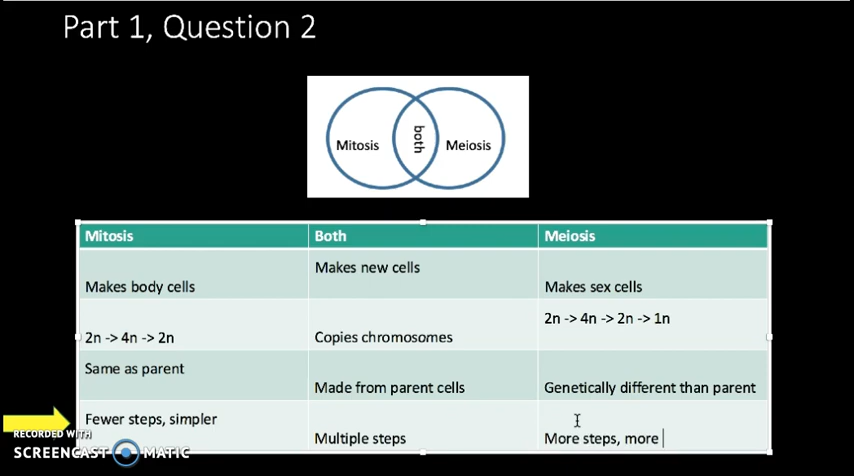 Part 1, Question 2
Mitosis
both
Meiosis
Mitosis Both Meiosis
Makes body cells Makes new cells Makes sex cells
2n -> 4n -> 2n Copies chromosomes 2n -> 4n -> 2n -> 1n
Same as parent Made from parent cells Genetically different than parent
Fewer steps, simpler Multiple steps More steps, more
RECORDED WITH
SCREENCAST MATIC